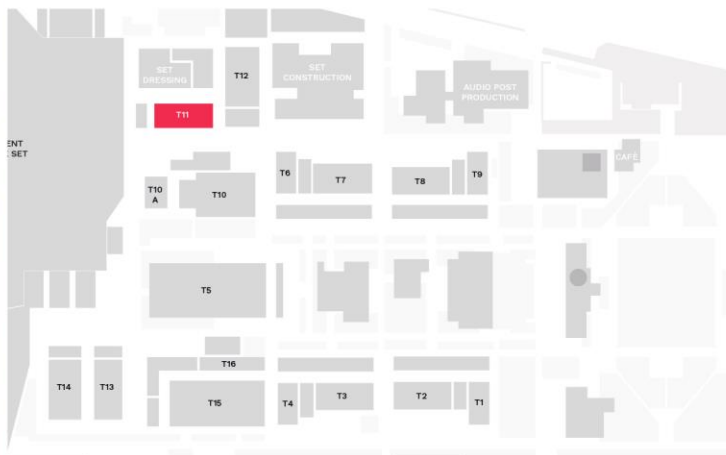 SET
DRESSING
T12
SET
CONSTRUCTION
AUDIO POST
PRODUCTION
T11
ENT
E SET
CAFE
T6
T7
T8
T9
T10
A
T10
T5
T16
T14
T13
T15
T4
T3
T2
T1